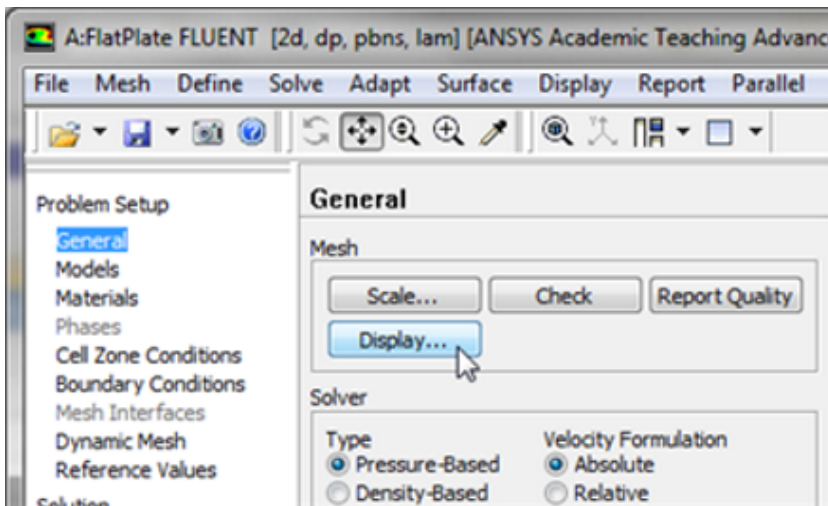 A:FlatPlate FLUENT [2d, dp, pbns, lam] [ANSYS Academic Teaching Advanc
File Mesh Define Solve Adapt Surface Display Report Parallel
Problem Setup
General
Models
Materials
Phases
Cell Zone Conditions
Boundary Conditions
Mesh Interfaces
Dynamic Mesh
Reference Values
Solution
General
Mesh
Scale... Check Report Quality
Display...
Solver
Type Velocity Formulation
Pressure-Based Absolute
Density-Based Relative